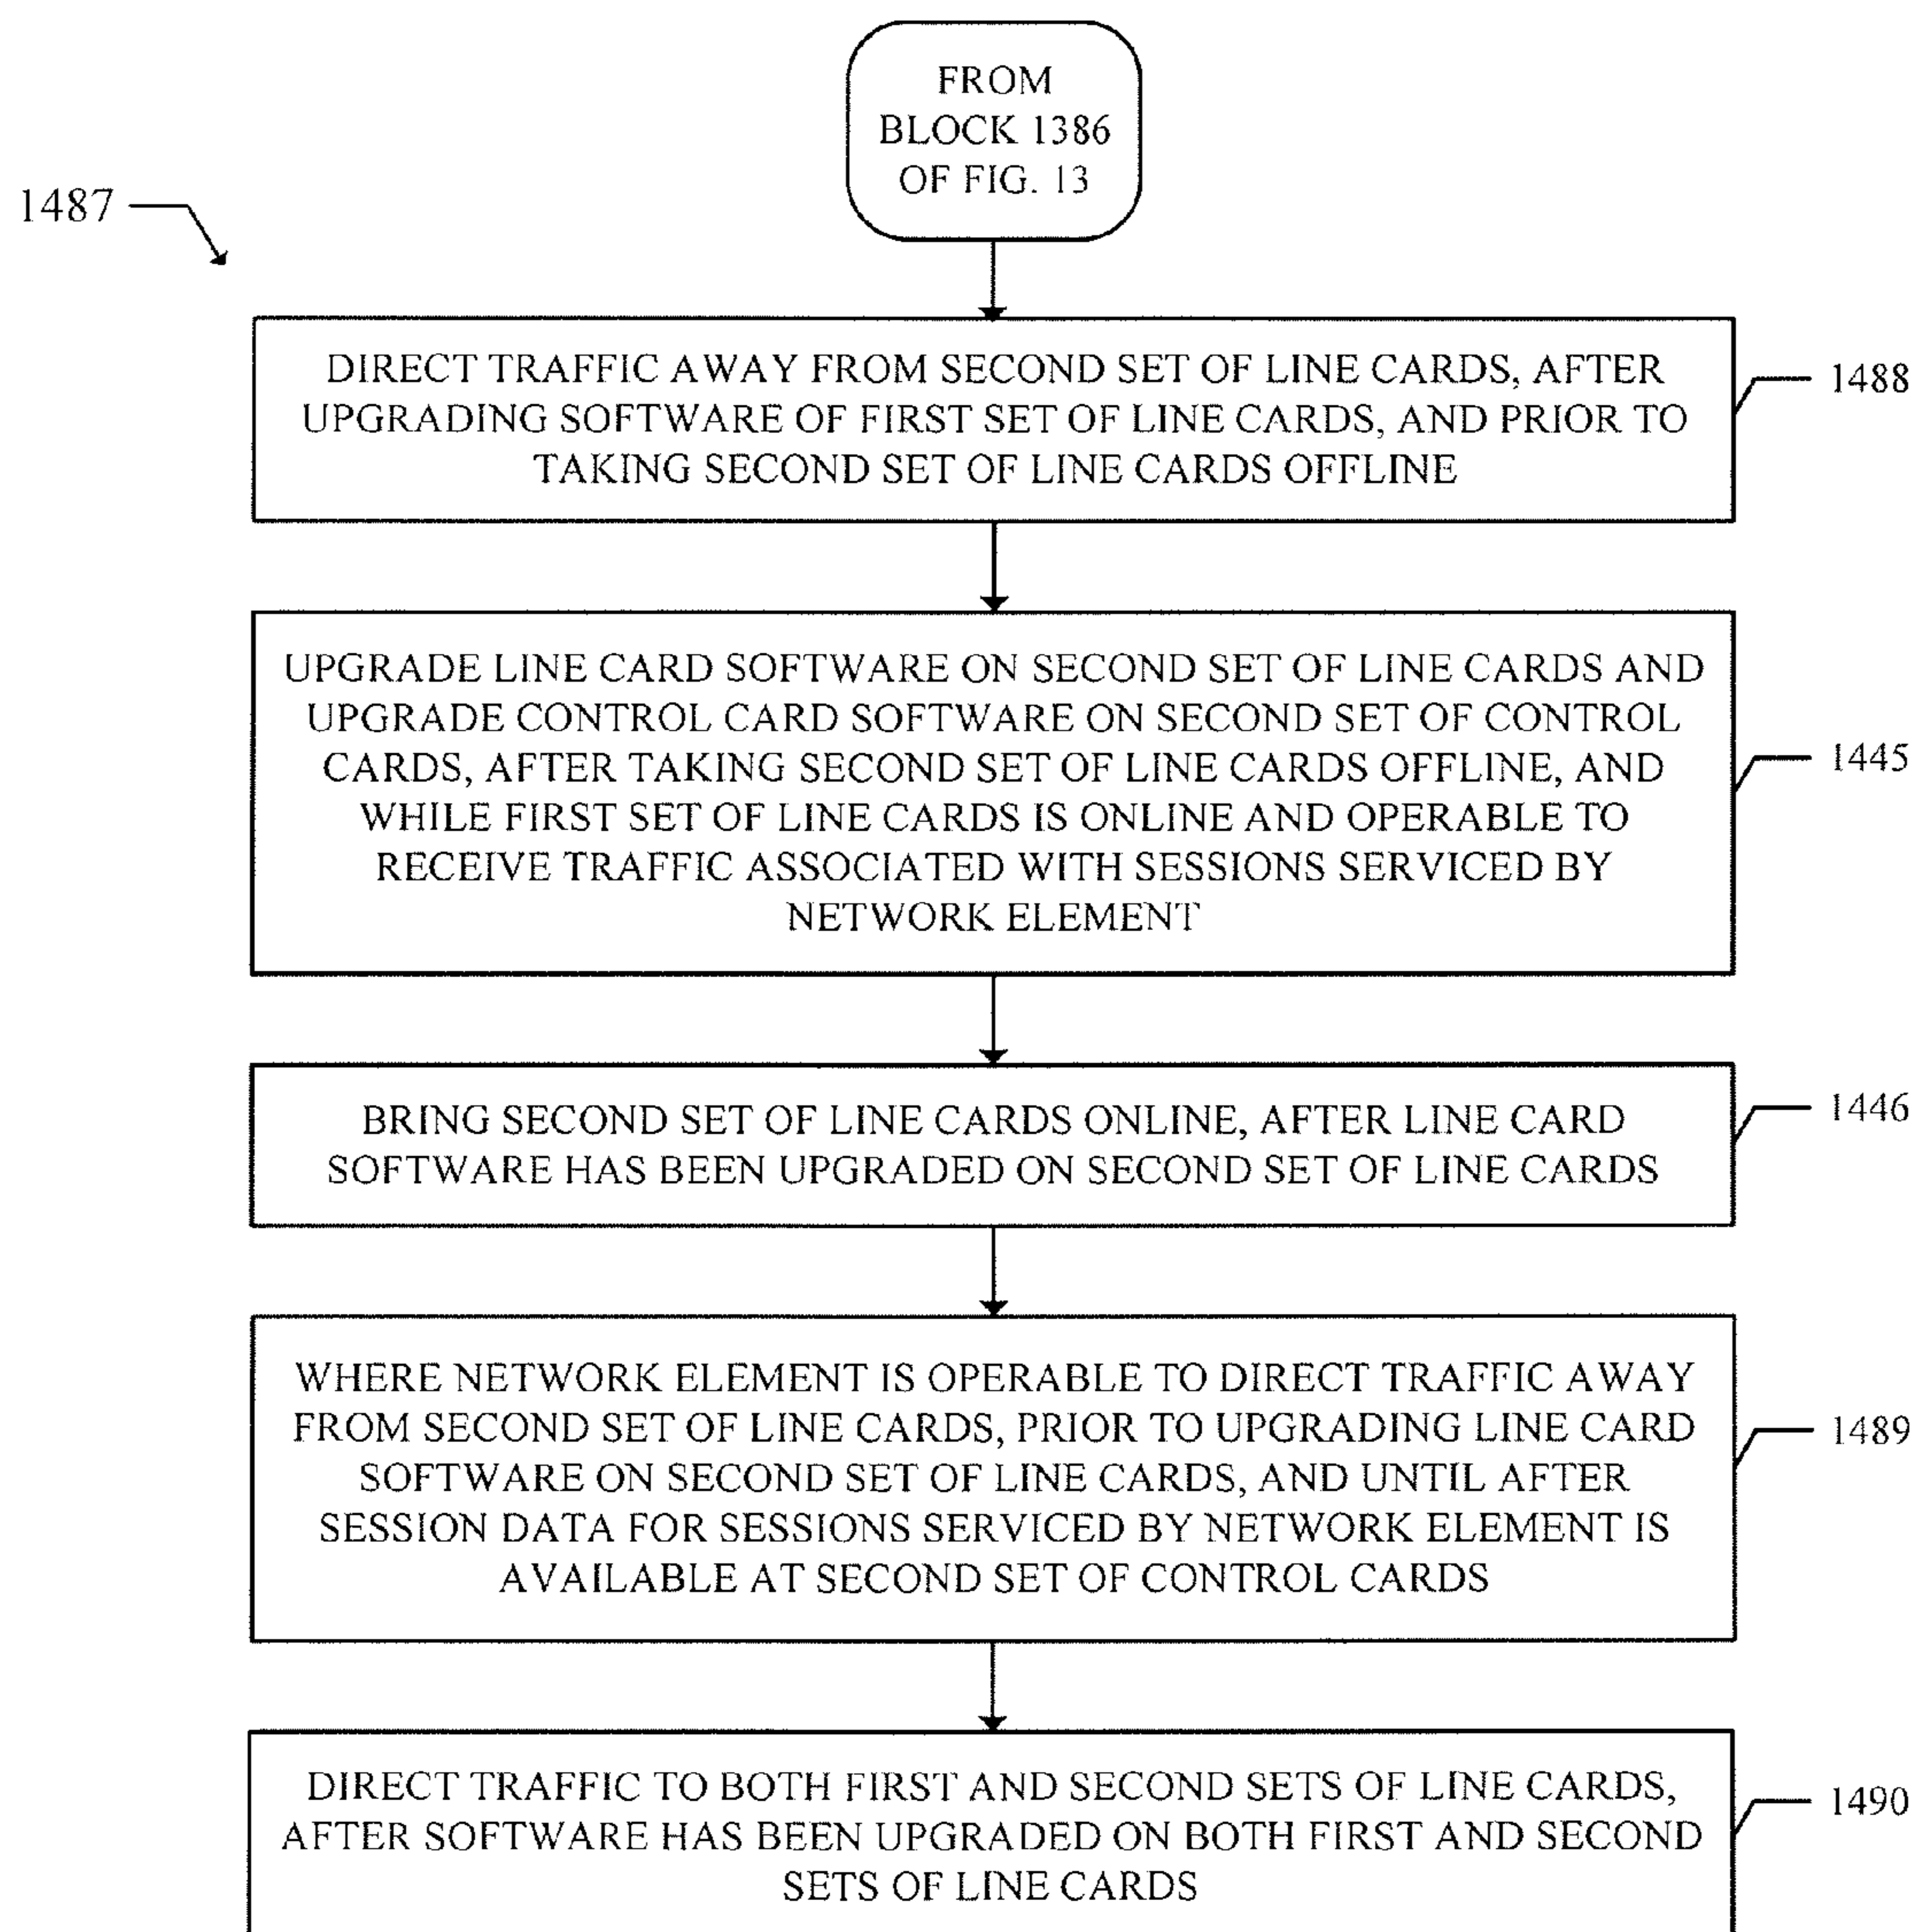 FROM
BLOCK 1386
OF FIG. 13
1487
DIRECT TRAFFIC AWAY FROM SECOND SET OF LINE CARDS, AFTER
UPGRADING SOFTWARE OF FIRST SET OF LINE CARDS, AND PRIOR TO
TAKING SECOND SET OF LINE CARDS OFFLINE
1488
UPGRADE LINE CARD SOFTWARE ON SECOND SET OF LINE CARDS AND
UPGRADE CONTROL CARD SOFTWARE ON SECOND SET OF CONTROL
CARDS, AFTER TAKING SECOND SET OF LINE CARDS OFFLINE, AND
WHILE FIRST SET OF LINE CARDS IS ONLINE AND OPERABLE TO
RECEIVE TRAFFIC ASSOCIATED WITH SESSIONS SERVICED BY
NETWORK ELEMENT
1445
BRING SECOND SET OF LINE CARDS ONLINE, AFTER LINE CARD
SOFTWARE HAS BEEN UPGRADED ON SECOND SET OF LINE CARDS
1446
WHERE NETWORK ELEMENT IS OPERABLE TO DIRECT TRAFFIC AWAY
FROM SECOND SET OF LINE CARDS, PRIOR TO UPGRADING LINE CARD
SOFTWARE ON SECOND SET OF LINE CARDS, AND UNTIL AFTER
SESSION DATA FOR SESSIONS SERVICED BY NETWORK ELEMENT IS
AVAILABLE AT SECOND SET OF CONTROL CARDS
1489
DIRECT TRAFFIC TO BOTH FIRST AND SECOND SETS OF LINE CARDS,
AFTER SOFTWARE HAS BEEN UPGRADED ON BOTH FIRST AND SECOND
SETS OF LINE CARDS
1490